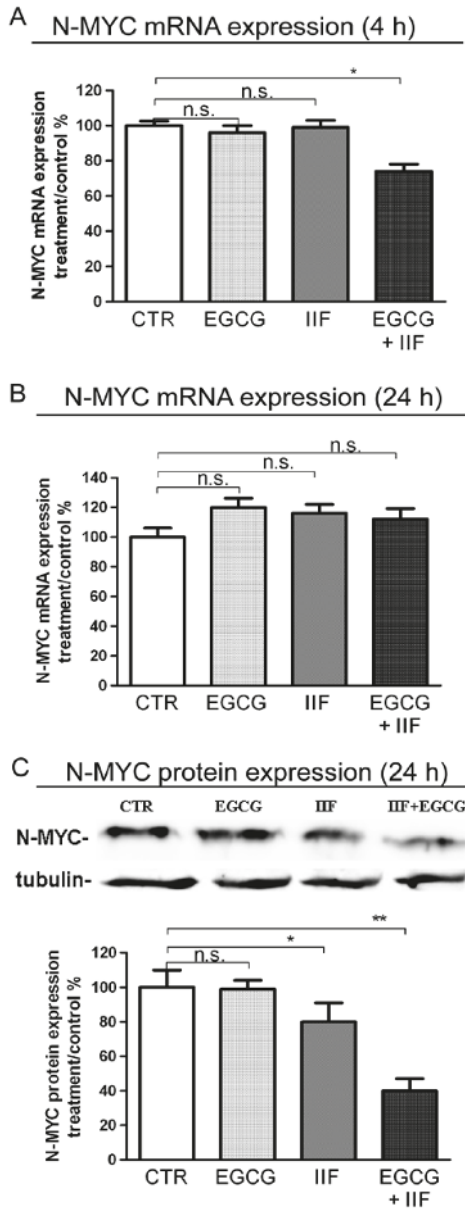 A N-MYC mRNA expression (4 h)
*
n.s.
n.s.
N-MYC mRNA expression
treatment/control %
120
100
80
60
40
20
0
CTR EGCG IIF EGCG
+ IIF
B N-MYC mRNA expression (24 h)
n.s.
n.s.
n.s.
N-MYC mRNA expression
treatment/control %
140
120
100
80
60
40
20
0
CTR EGCG IIF EGCG
+ IIF
C N-MYC protein expression (24 h)
CTR EGCG IIF IIF+EGCG
N-MYC-
tubulin-
**
*
n.s.
N-MYC protein expression
treatment/control %
120
100
80
60
40
20
0
CTR EGCG IIF EGCG
+ IIF